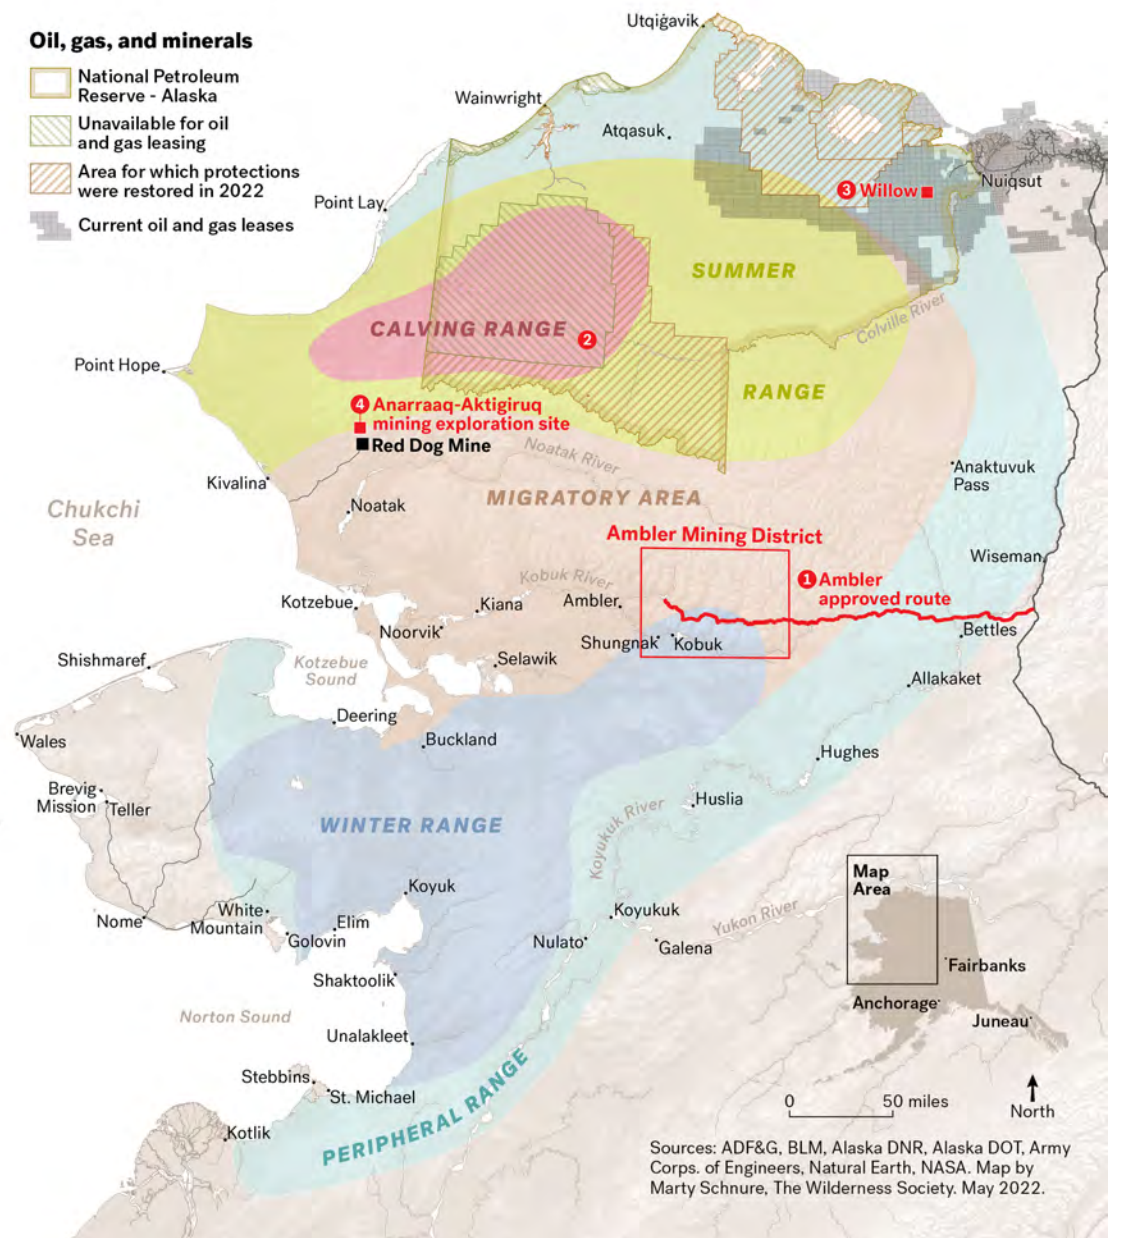 Oil, gas, and minerals
National Petroleum
Reserve - Alaska
Unavailable for oil
and gas leasing
Area for which protections
were restored in 2022
Current oil and gas leases
Utqiġavik
Wainwright
Atqasuk
Point Lay
Nuiqsut
3 Willow
SUMMER
CALVING RANGE
2
Colville River
Point Hope
RANGE
4 Anarraaq-Aktigiruq
mining exploration site
Red Dog Mine
Noatak River
Kivalina
Anaktuvuk
Pass
MIGRATORY AREA
Noatak
Chukchi
Sea
Ambler Mining District
Wiseman
Kobuk River
1 Ambler
approved route
Kotzebue
Kiana
Ambler
Noorvik
Shungnak
Kobuk
Bettles
Shishmaref
Kotzebue
Sound
Selawik
Allakaket
Deering
Wales
Buckland
Hughes
Brevig
Mission
Teller
Huslia
WINTER RANGE
Koyukuk River
Map
Area
Koyuk
White
Mountain
Nome
Elim
Golovin
Koyukuk
Yukon River
Nulato
Galena
Fairbanks
Shaktoolik
Anchorage
Norton Sound
Juneau
Unalakleet
Stebbins
St. Michael
PERIPHERAL RANGE
0 50 miles
North
Kotlik
Sources: ADF&G, BLM, Alaska DNR, Alaska DOT, Army
Corps. of Engineers, Natural Earth, NASA. Map by
Marty Schnure, The Wilderness Society. May 2022.